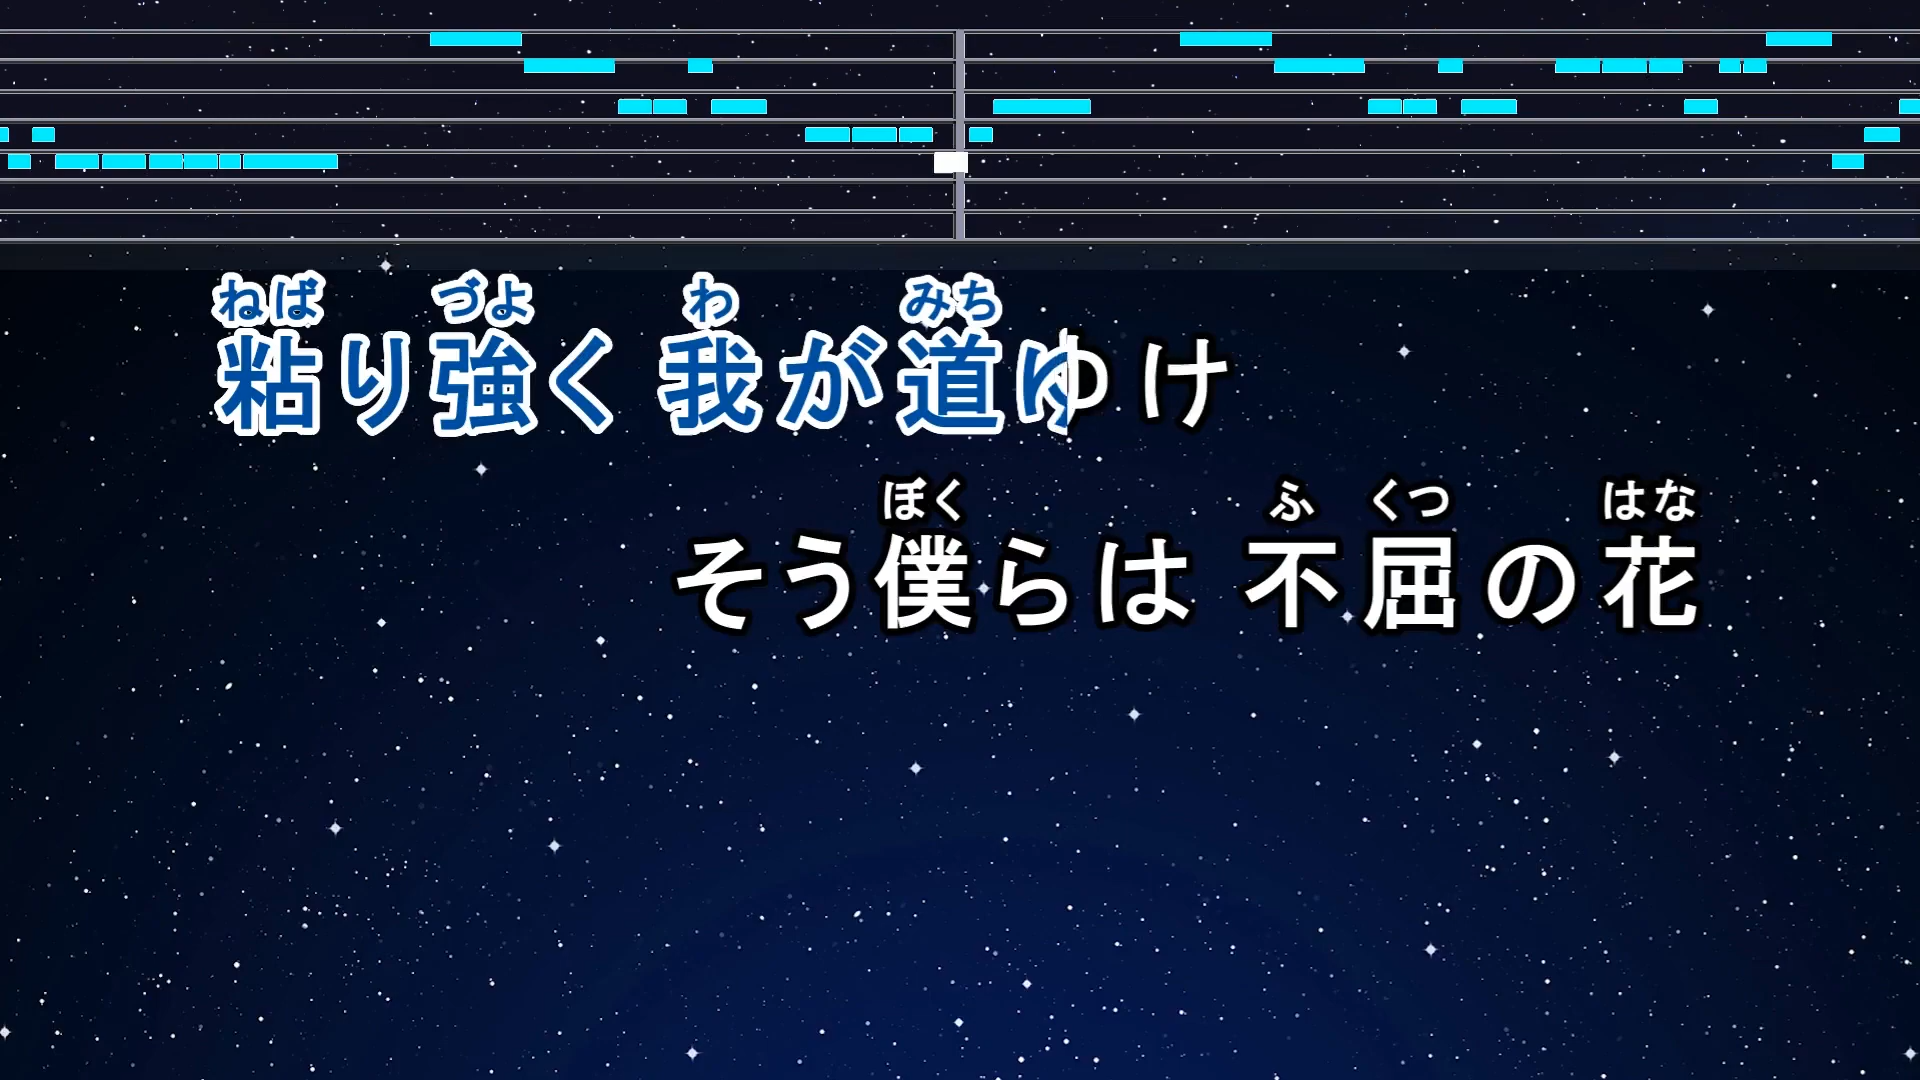 ねば づよ わ みち
粘り強く 我が道ゆけ
ぼく ふ くつ はな
そう僕らは 不屈の花